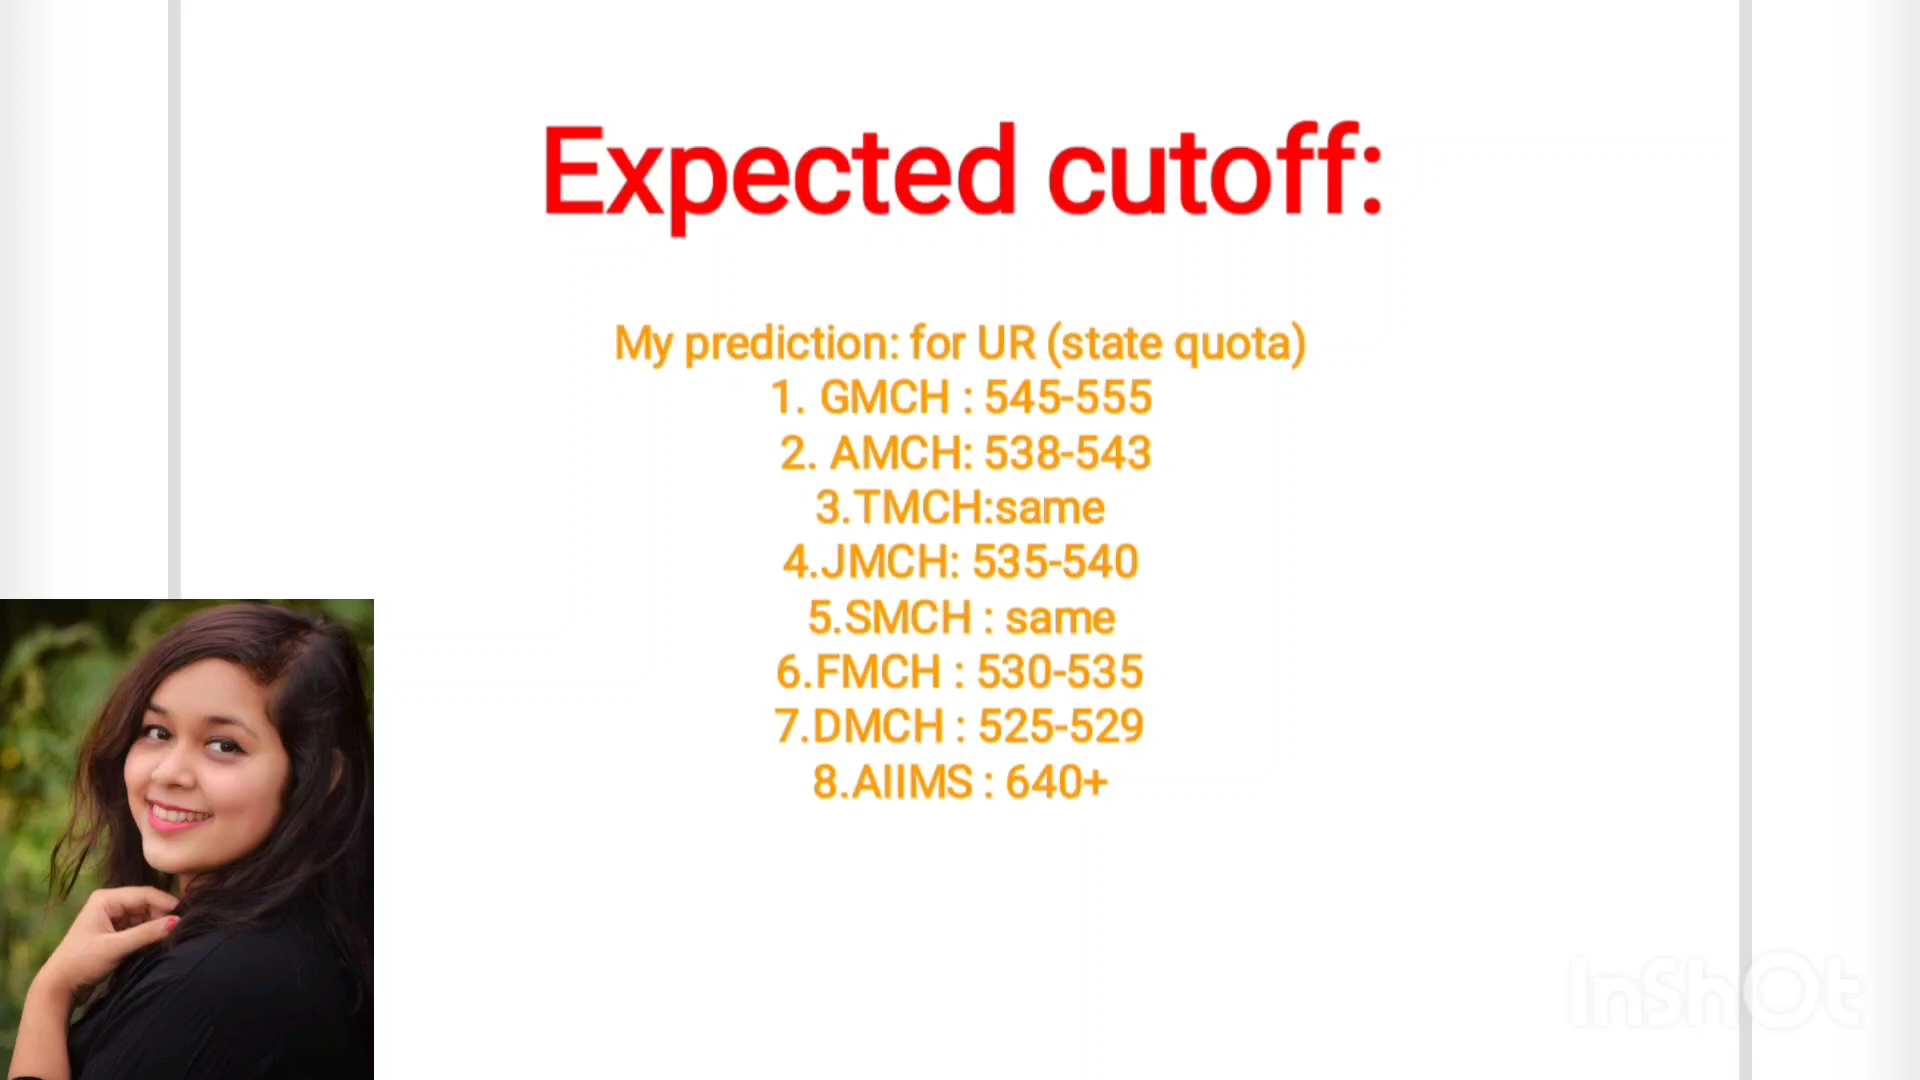 Expected cutoff:
My prediction: for UR (state quota)
1. GMCH : 545-555
2. AMCH: 538-543
3.TMCH:same
4.JMCH: 535-540
5.SMCH : same
6.FMCH : 530-535
7.DMCH : 525-529
8.AIIMS : 640+
InShOt